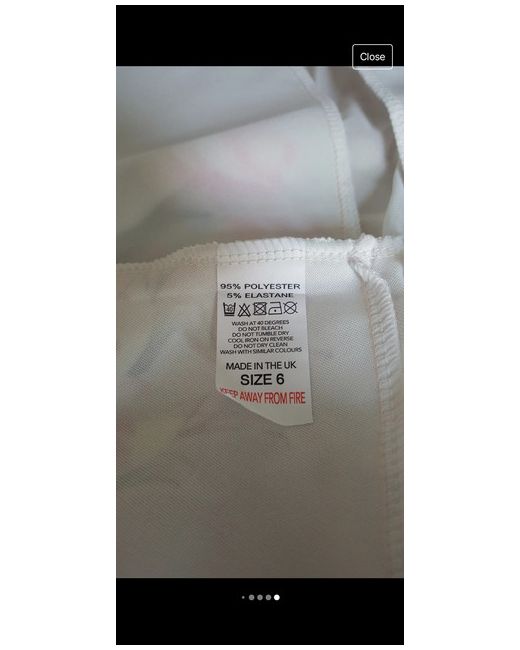 Close
95% POLYESTER
5% ELASTANE
40
WASH AT 40 DEGREES
DO NOT BLEACH
DO NOT TUMBLE DRY
COOL IRON ON REVERSE
DO NOT DRY CLEAN
WASH WITH SIMILAR COLOURS
MADE IN THE UK
SIZE 6
KEEP AWAY FROM FIRE